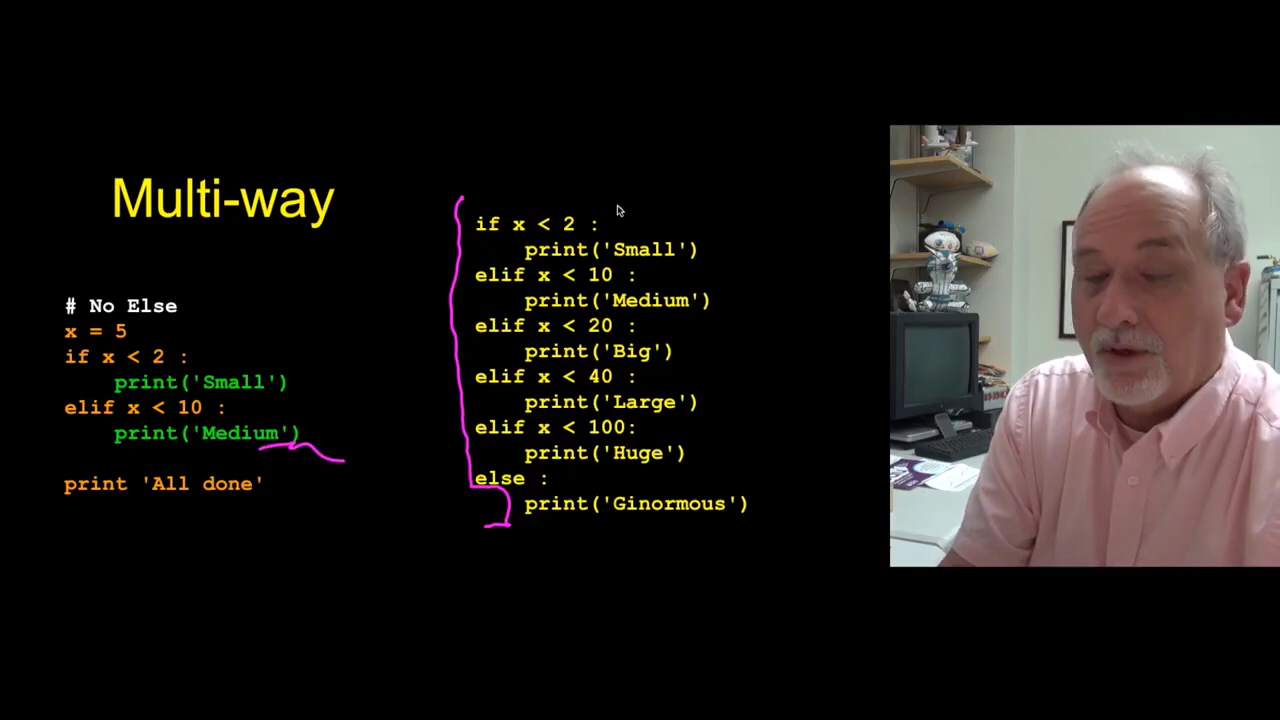 Multi-way
# No Else
x = 5
if x < 2 :
    print('Small')
elif x < 10 :
    print('Medium')
print 'All done'
if x < 2 :
    print('Small')
elif x < 10 :
    print('Medium')
elif x < 20 :
    print('Big')
elif x < 40 :
    print('Large')
elif x < 100:
    print('Huge')
else :
    print('Ginormous')